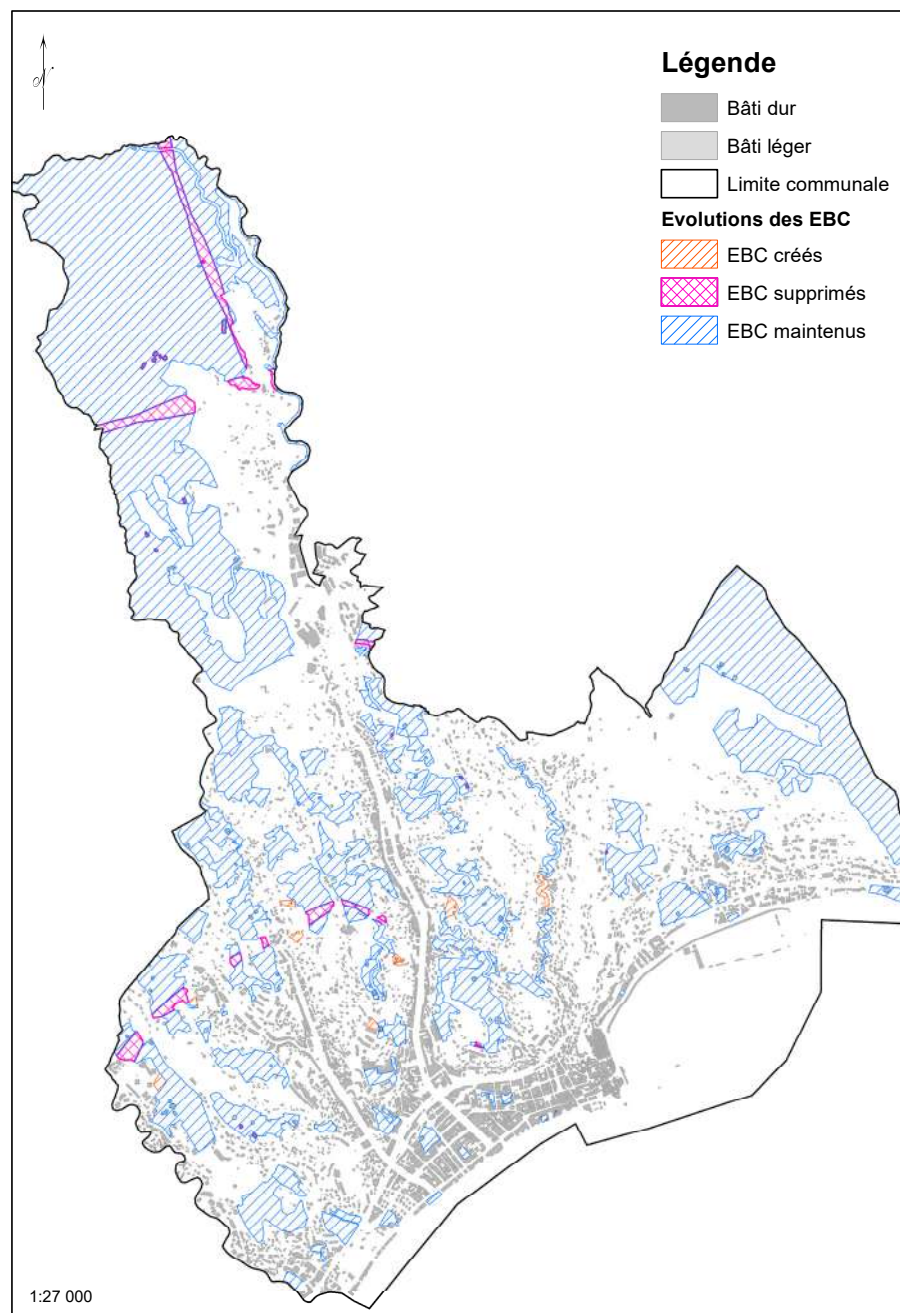 N
Légende
Bâti dur
Bâti léger
Limite communale
Evolutions des EBC
EBC créés
EBC supprimés
EBC maintenus
1:27 000